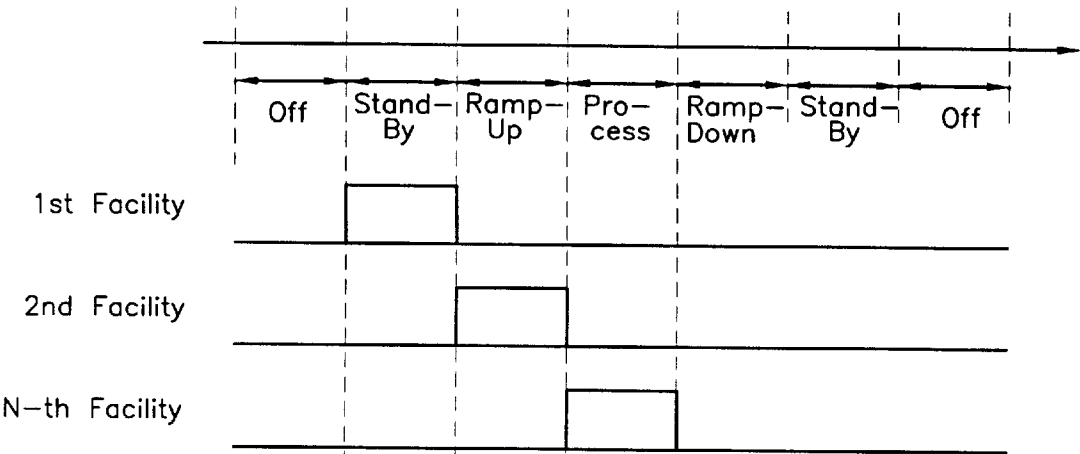 Off
Stand-
By
Ramp-
Up
Pro-
cess
Ramp-
Down
Stand-
By
Off
1st Facility
2nd Facility
N-th Facility